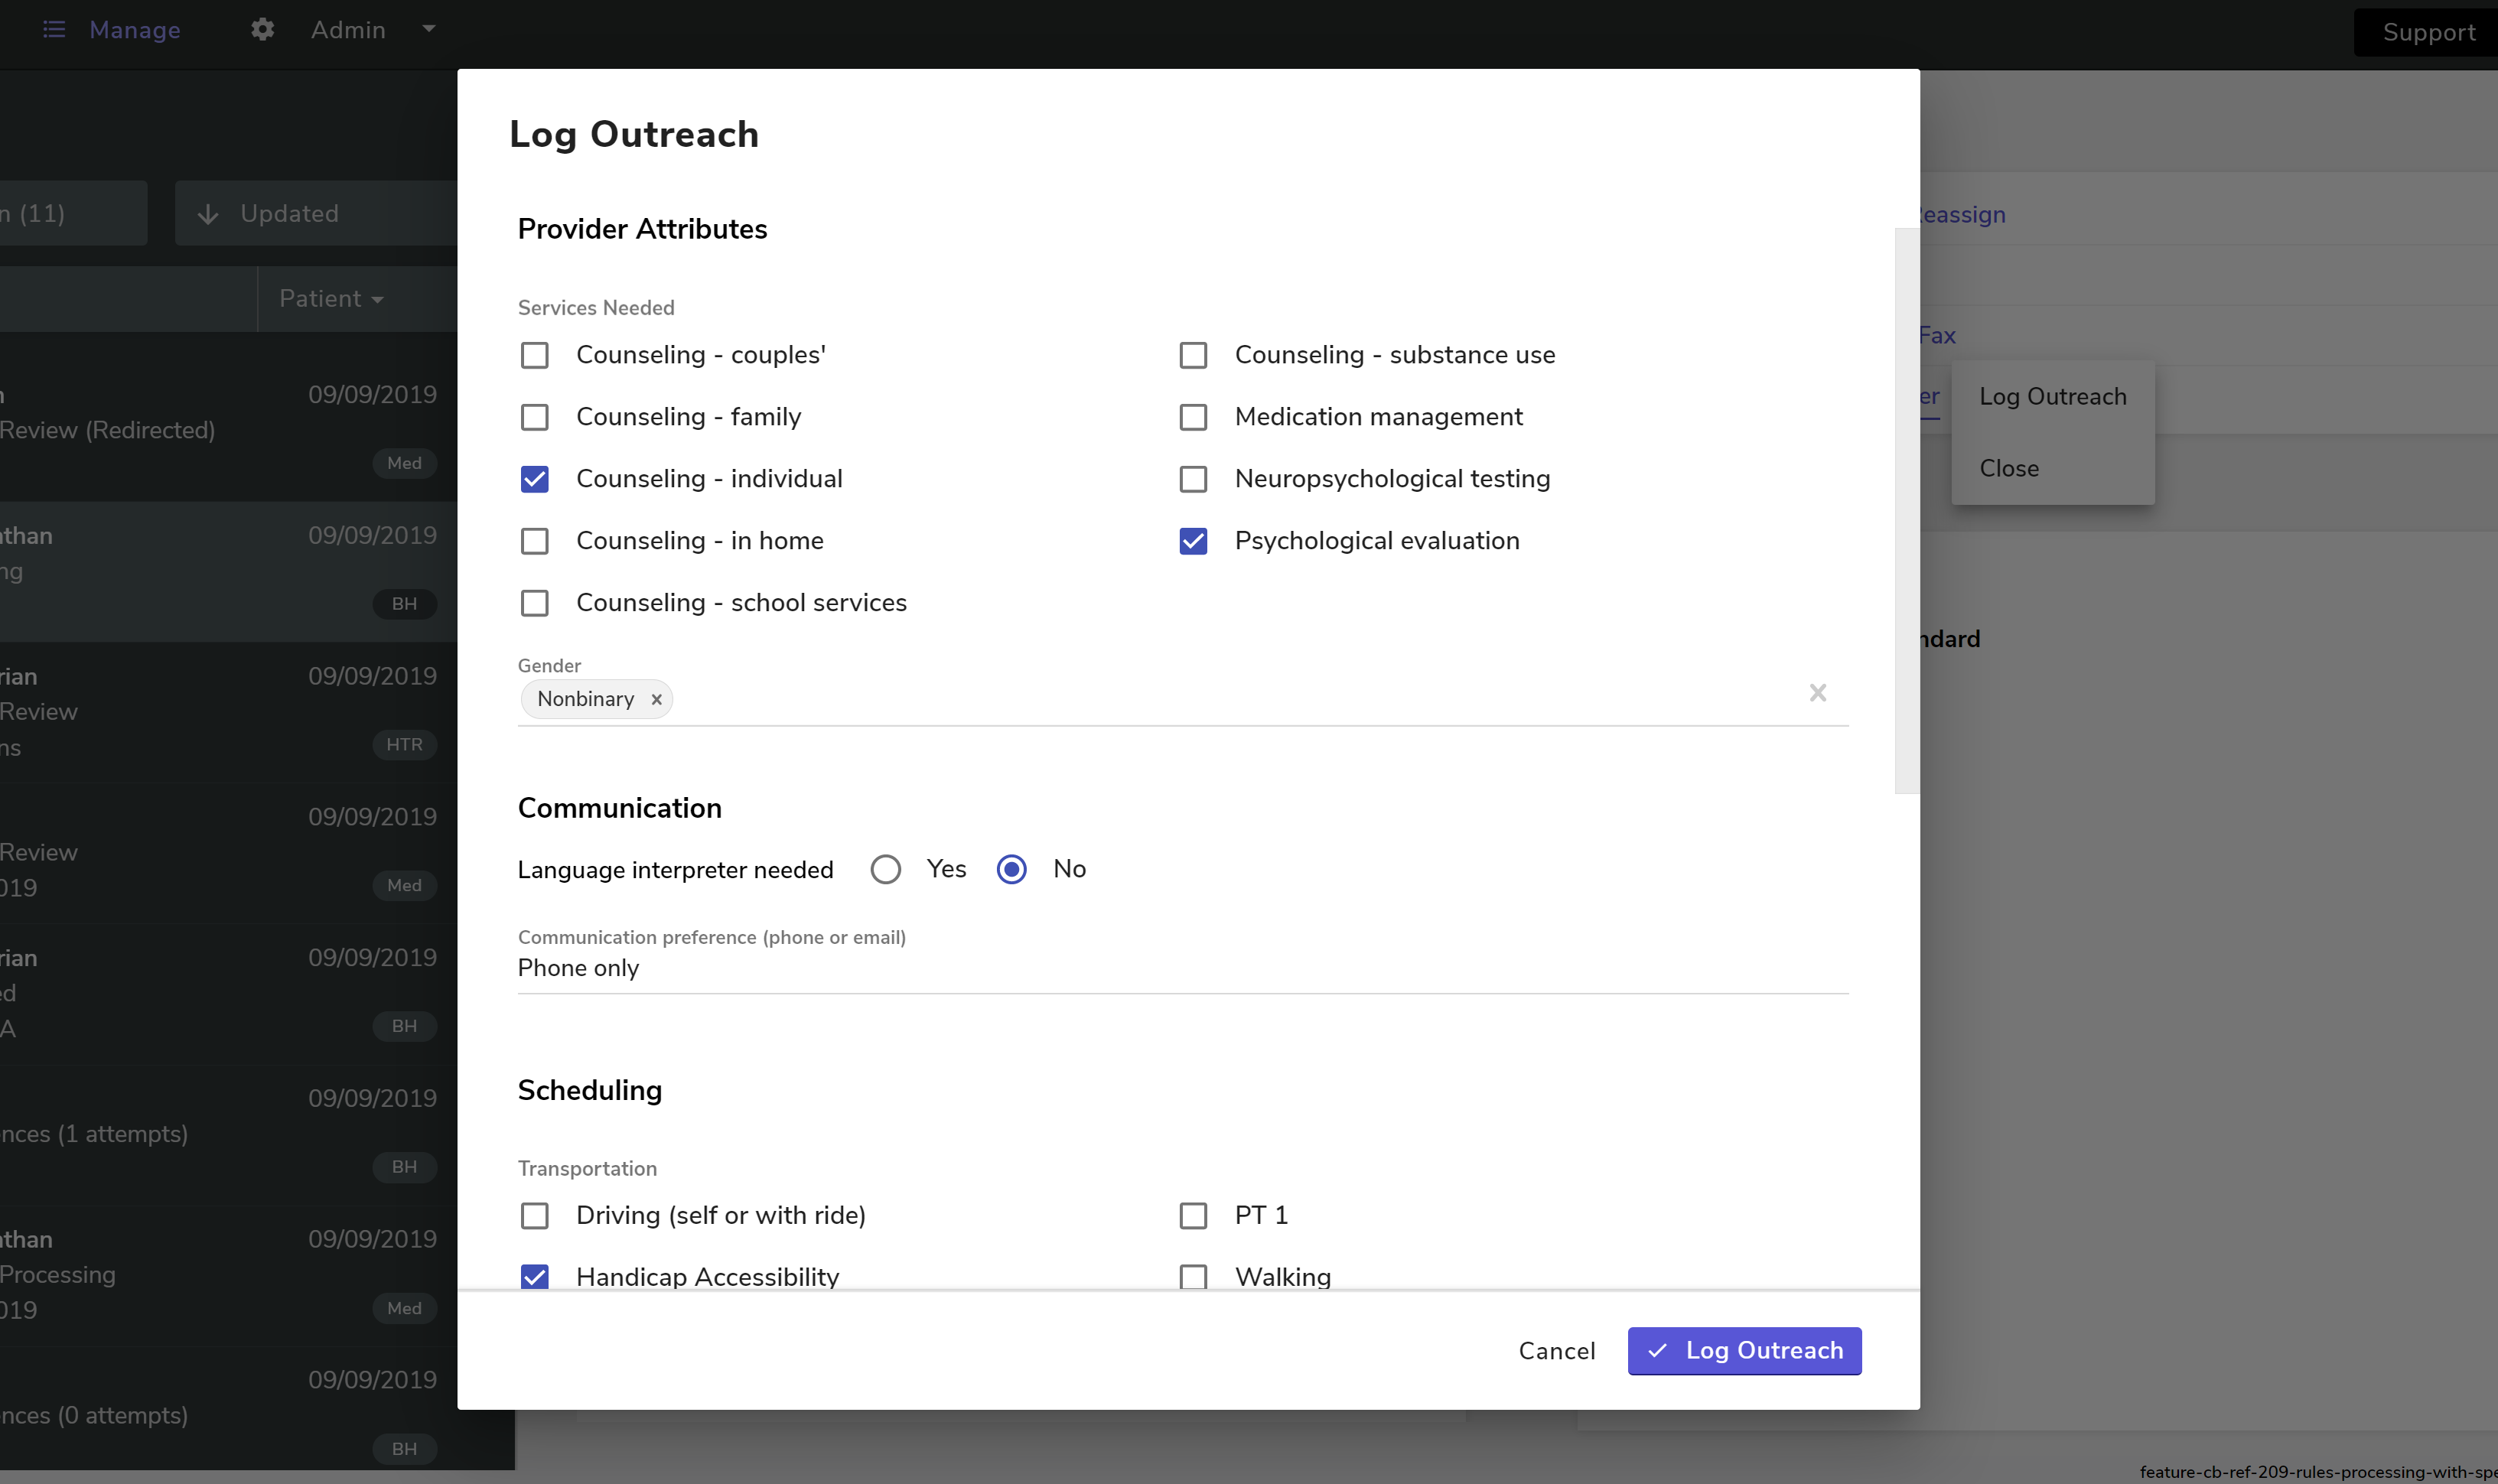 Manage Admin Support
n (11) Updated
Patient
09/09/2019
Review (Redirected)
Med
than 09/09/2019
ng
BH
rian 09/09/2019
Review
ns HTR
09/09/2019
Review
019 Med
rian 09/09/2019
ed
A BH
09/09/2019
nces (1 attempts)
BH
than 09/09/2019
Processing
019 Med
09/09/2019
nces (0 attempts)
BH
Log Outreach
Provider Attributes
Services Needed
Counseling - couples' Counseling - substance use
Counseling - family Medication management
Counseling - individual Neuropsychological testing
Counseling - in home Psychological evaluation
Counseling - school services
Gender
Nonbinary
Communication
Language interpreter needed Yes No
Communication preference (phone or email)
Phone only
Scheduling
Transportation
Driving (self or with ride) PT 1
Handicap Accessibility Walking
Cancel Log Outreach
eassign
Fax
er
Log Outreach
Close
ndard
feature-cb-ref-209-rules-processing-with-spe